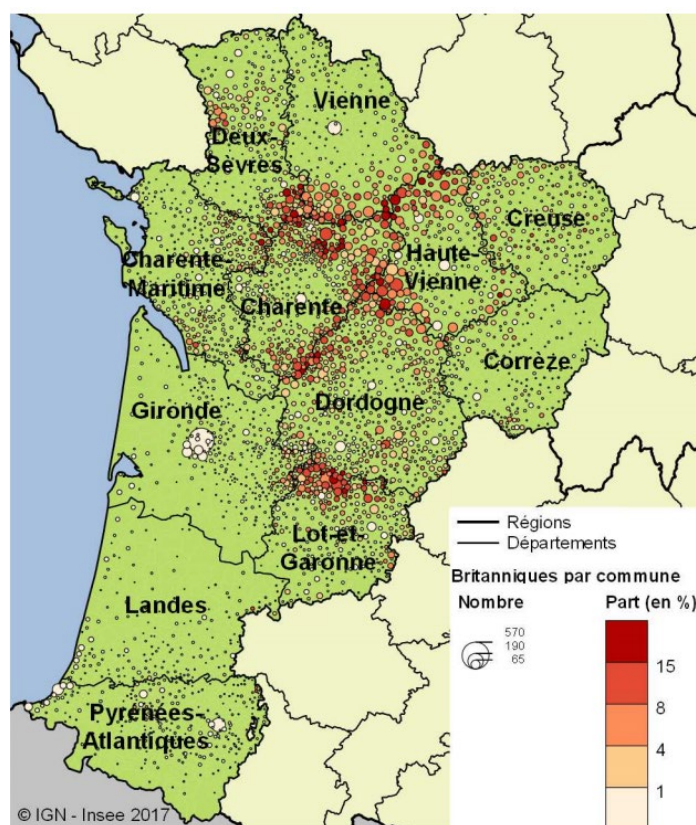 Vienne
Deux-
Sèvres
Creuse
Charente-
Maritime
Haute-
Vienne
Charente
Corrèze
Gironde
Dordogne
Lot-et-
Garonne
Landes
Pyrénées-
Atlantiques
Régions
Départements
Britanniques par commune
Nombre
Part (en %)
570
190
65
15
8
4
1
© IGN - Insee 2017